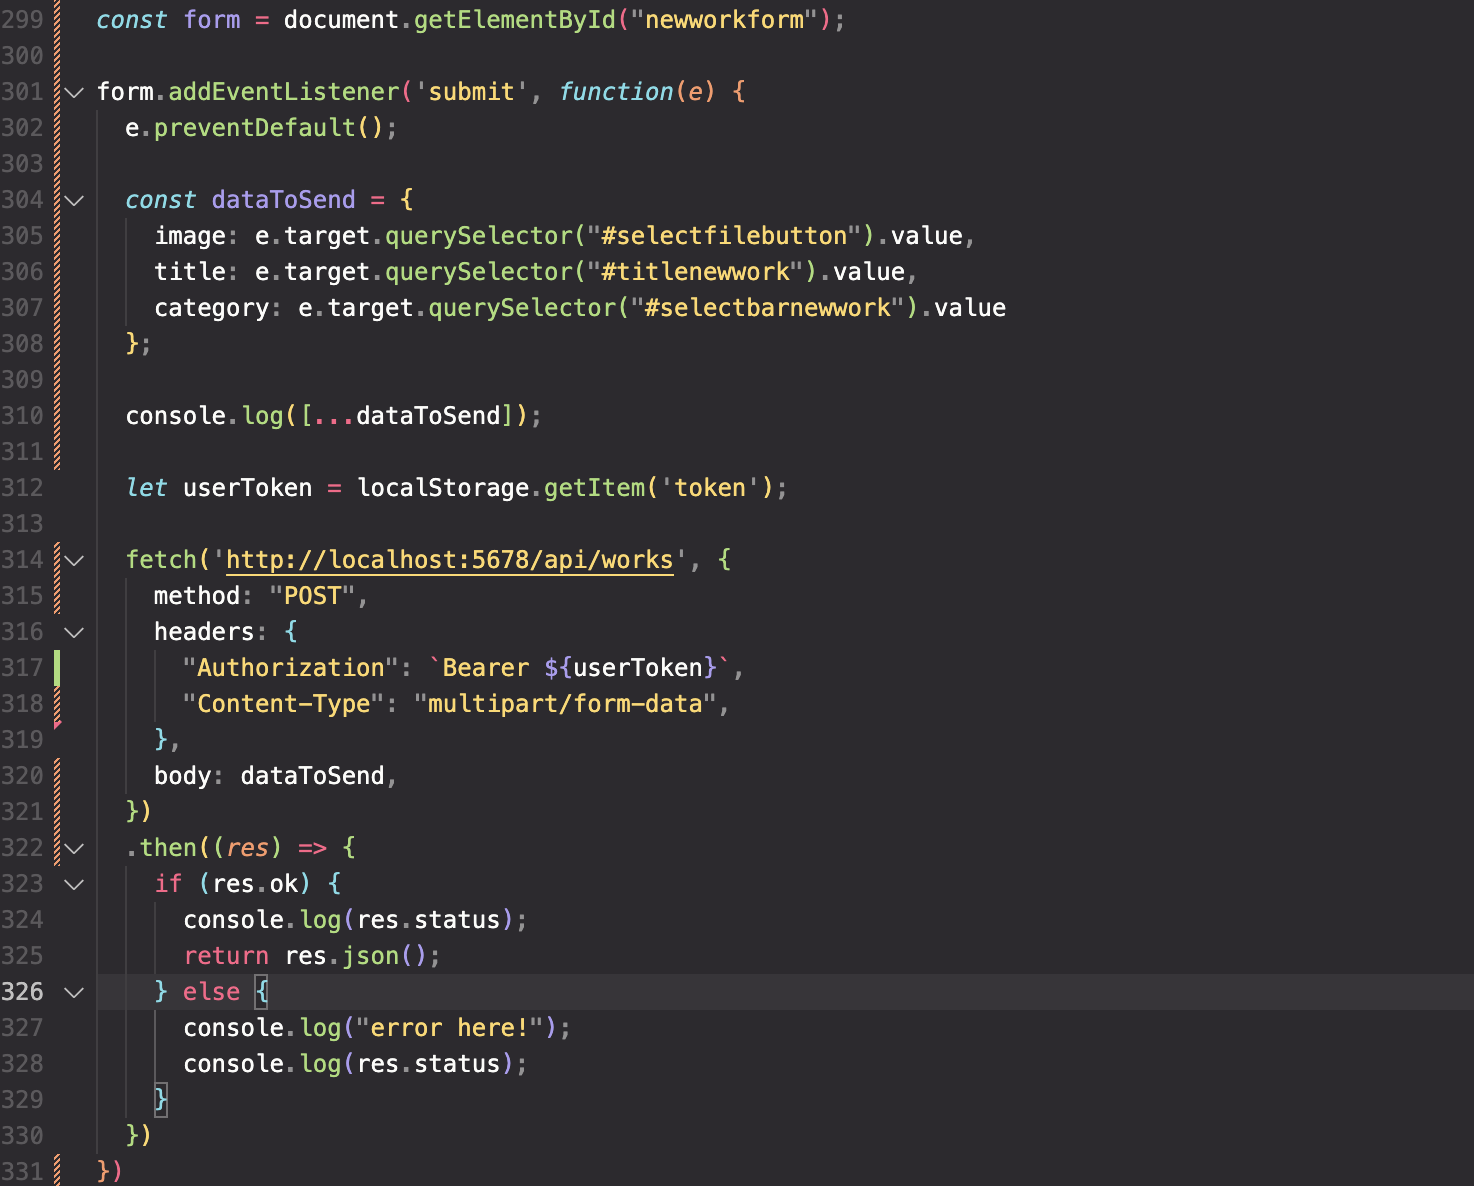 299 const form = document.getElementById("newworkform");
300
301 form.addEventListener('submit', function(e) {
302 e.preventDefault();
303
304 const dataToSend = {
305 image: e.target.querySelector("#selectfilebutton").value,
306 title: e.target.querySelector("#titlenewwork").value,
307 category: e.target.querySelector("#selectbarnewwork").value
308 };
309
310 console.log([...dataToSend]);
311
312 let userToken = localStorage.getItem('token');
313
314 fetch('http://localhost:5678/api/works', {
315 method: "POST",
316 headers: {
317 "Authorization": `Bearer ${userToken}`,
318 "Content-Type": "multipart/form-data",
319 },
320 body: dataToSend,
321 })
322 .then((res) => {
323 if (res.ok) {
324 console.log(res.status);
325 return res.json();
326 } else {
327 console.log("error here!");
328 console.log(res.status);
329 }
330 })
331 })